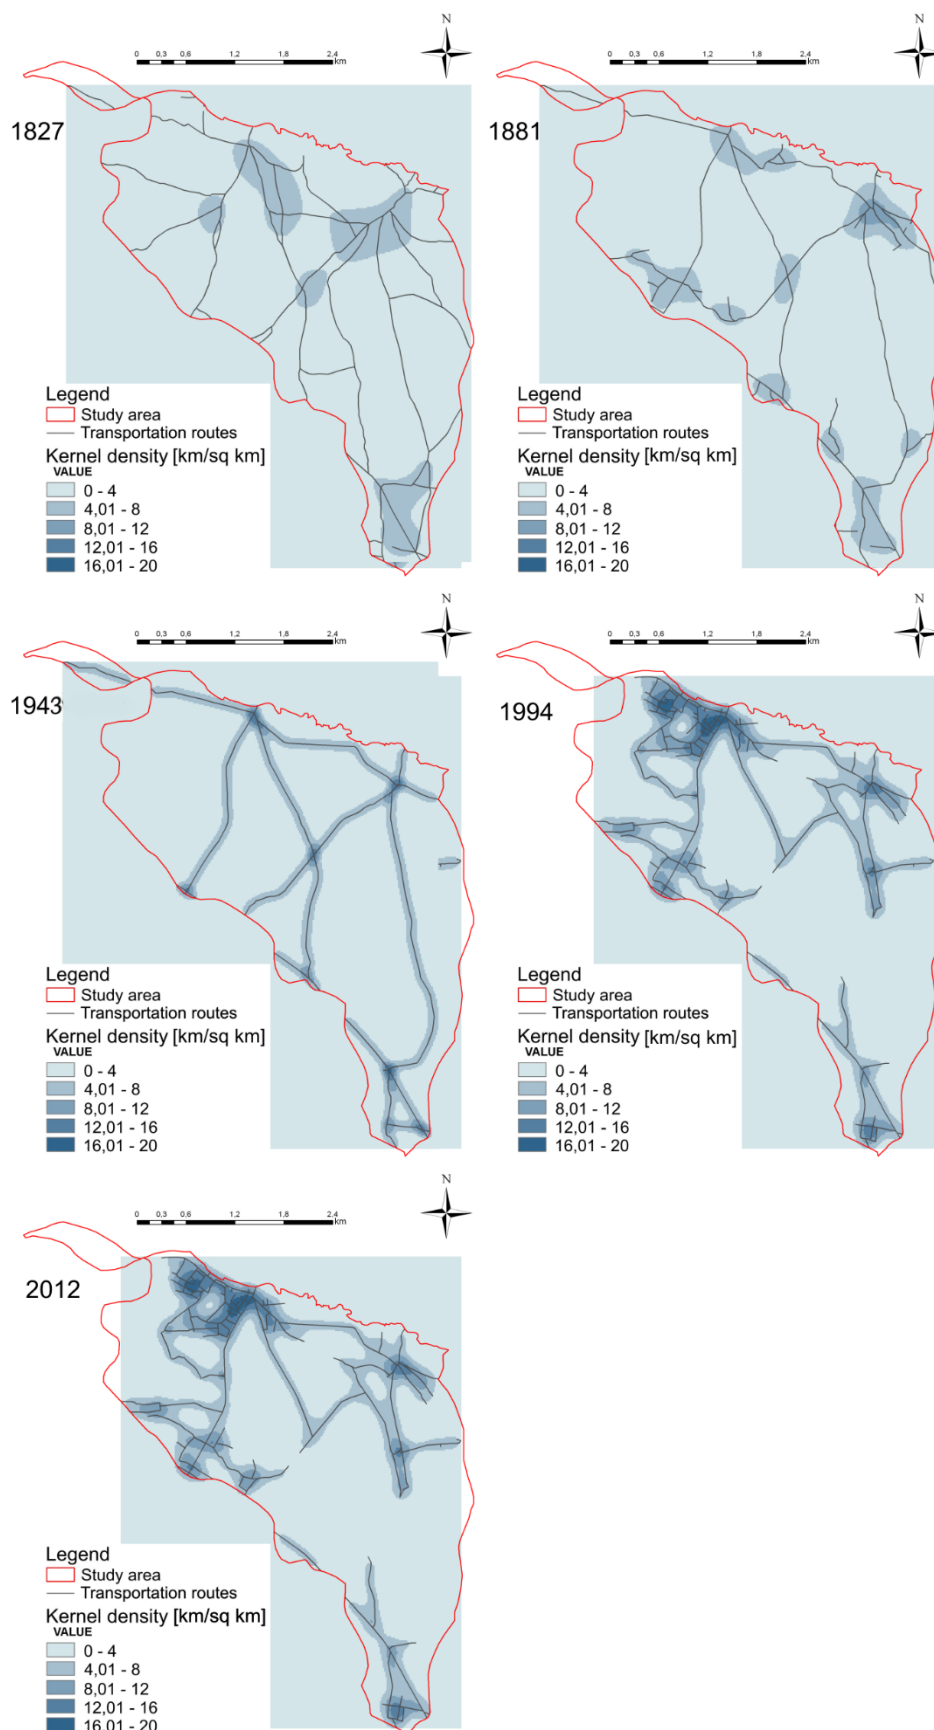 N
0 0,3 0,6 1,2 1,8 2,4
km
1827
Legend
Study area
Transportation routes
Kernel density [km/sq km]
VALUE
0 - 4
4,01 - 8
8,01 - 12
12,01 - 16
16,01 - 20
N
0 0,3 0,6 1,2 1,8 2,4
km
1881
Legend
Study area
Transportation routes
Kernel density [km/sq km]
VALUE
0 - 4
4,01 - 8
8,01 - 12
12,01 - 16
16,01 - 20
N
0 0,3 0,6 1,2 1,8 2,4
km
1943
Legend
Study area
Transportation routes
Kernel density [km/sq km]
VALUE
0 - 4
4,01 - 8
8,01 - 12
12,01 - 16
16,01 - 20
N
0 0,3 0,6 1,2 1,8 2,4
km
1994
Legend
Study area
Transportation routes
Kernel density [km/sq km]
VALUE
0 - 4
4,01 - 8
8,01 - 12
12,01 - 16
16,01 - 20
N
0 0,3 0,6 1,2 1,8 2,4
km
2012
Legend
Study area
Transportation routes
Kernel density [km/sq km]
VALUE
0 - 4
4,01 - 8
8,01 - 12
12,01 - 16
16,01 - 20